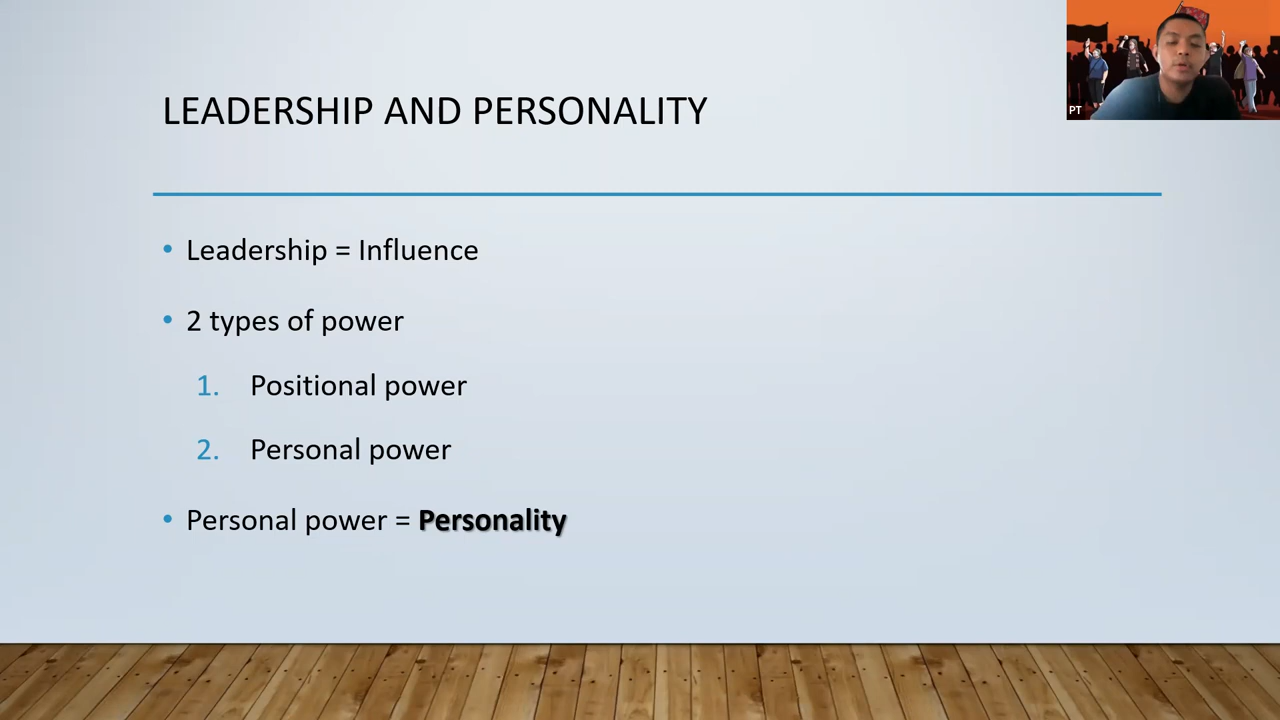 LEADERSHIP AND PERSONALITY
PT
• Leadership = Influence
• 2 types of power
1. Positional power
2. Personal power
• Personal power = Personality